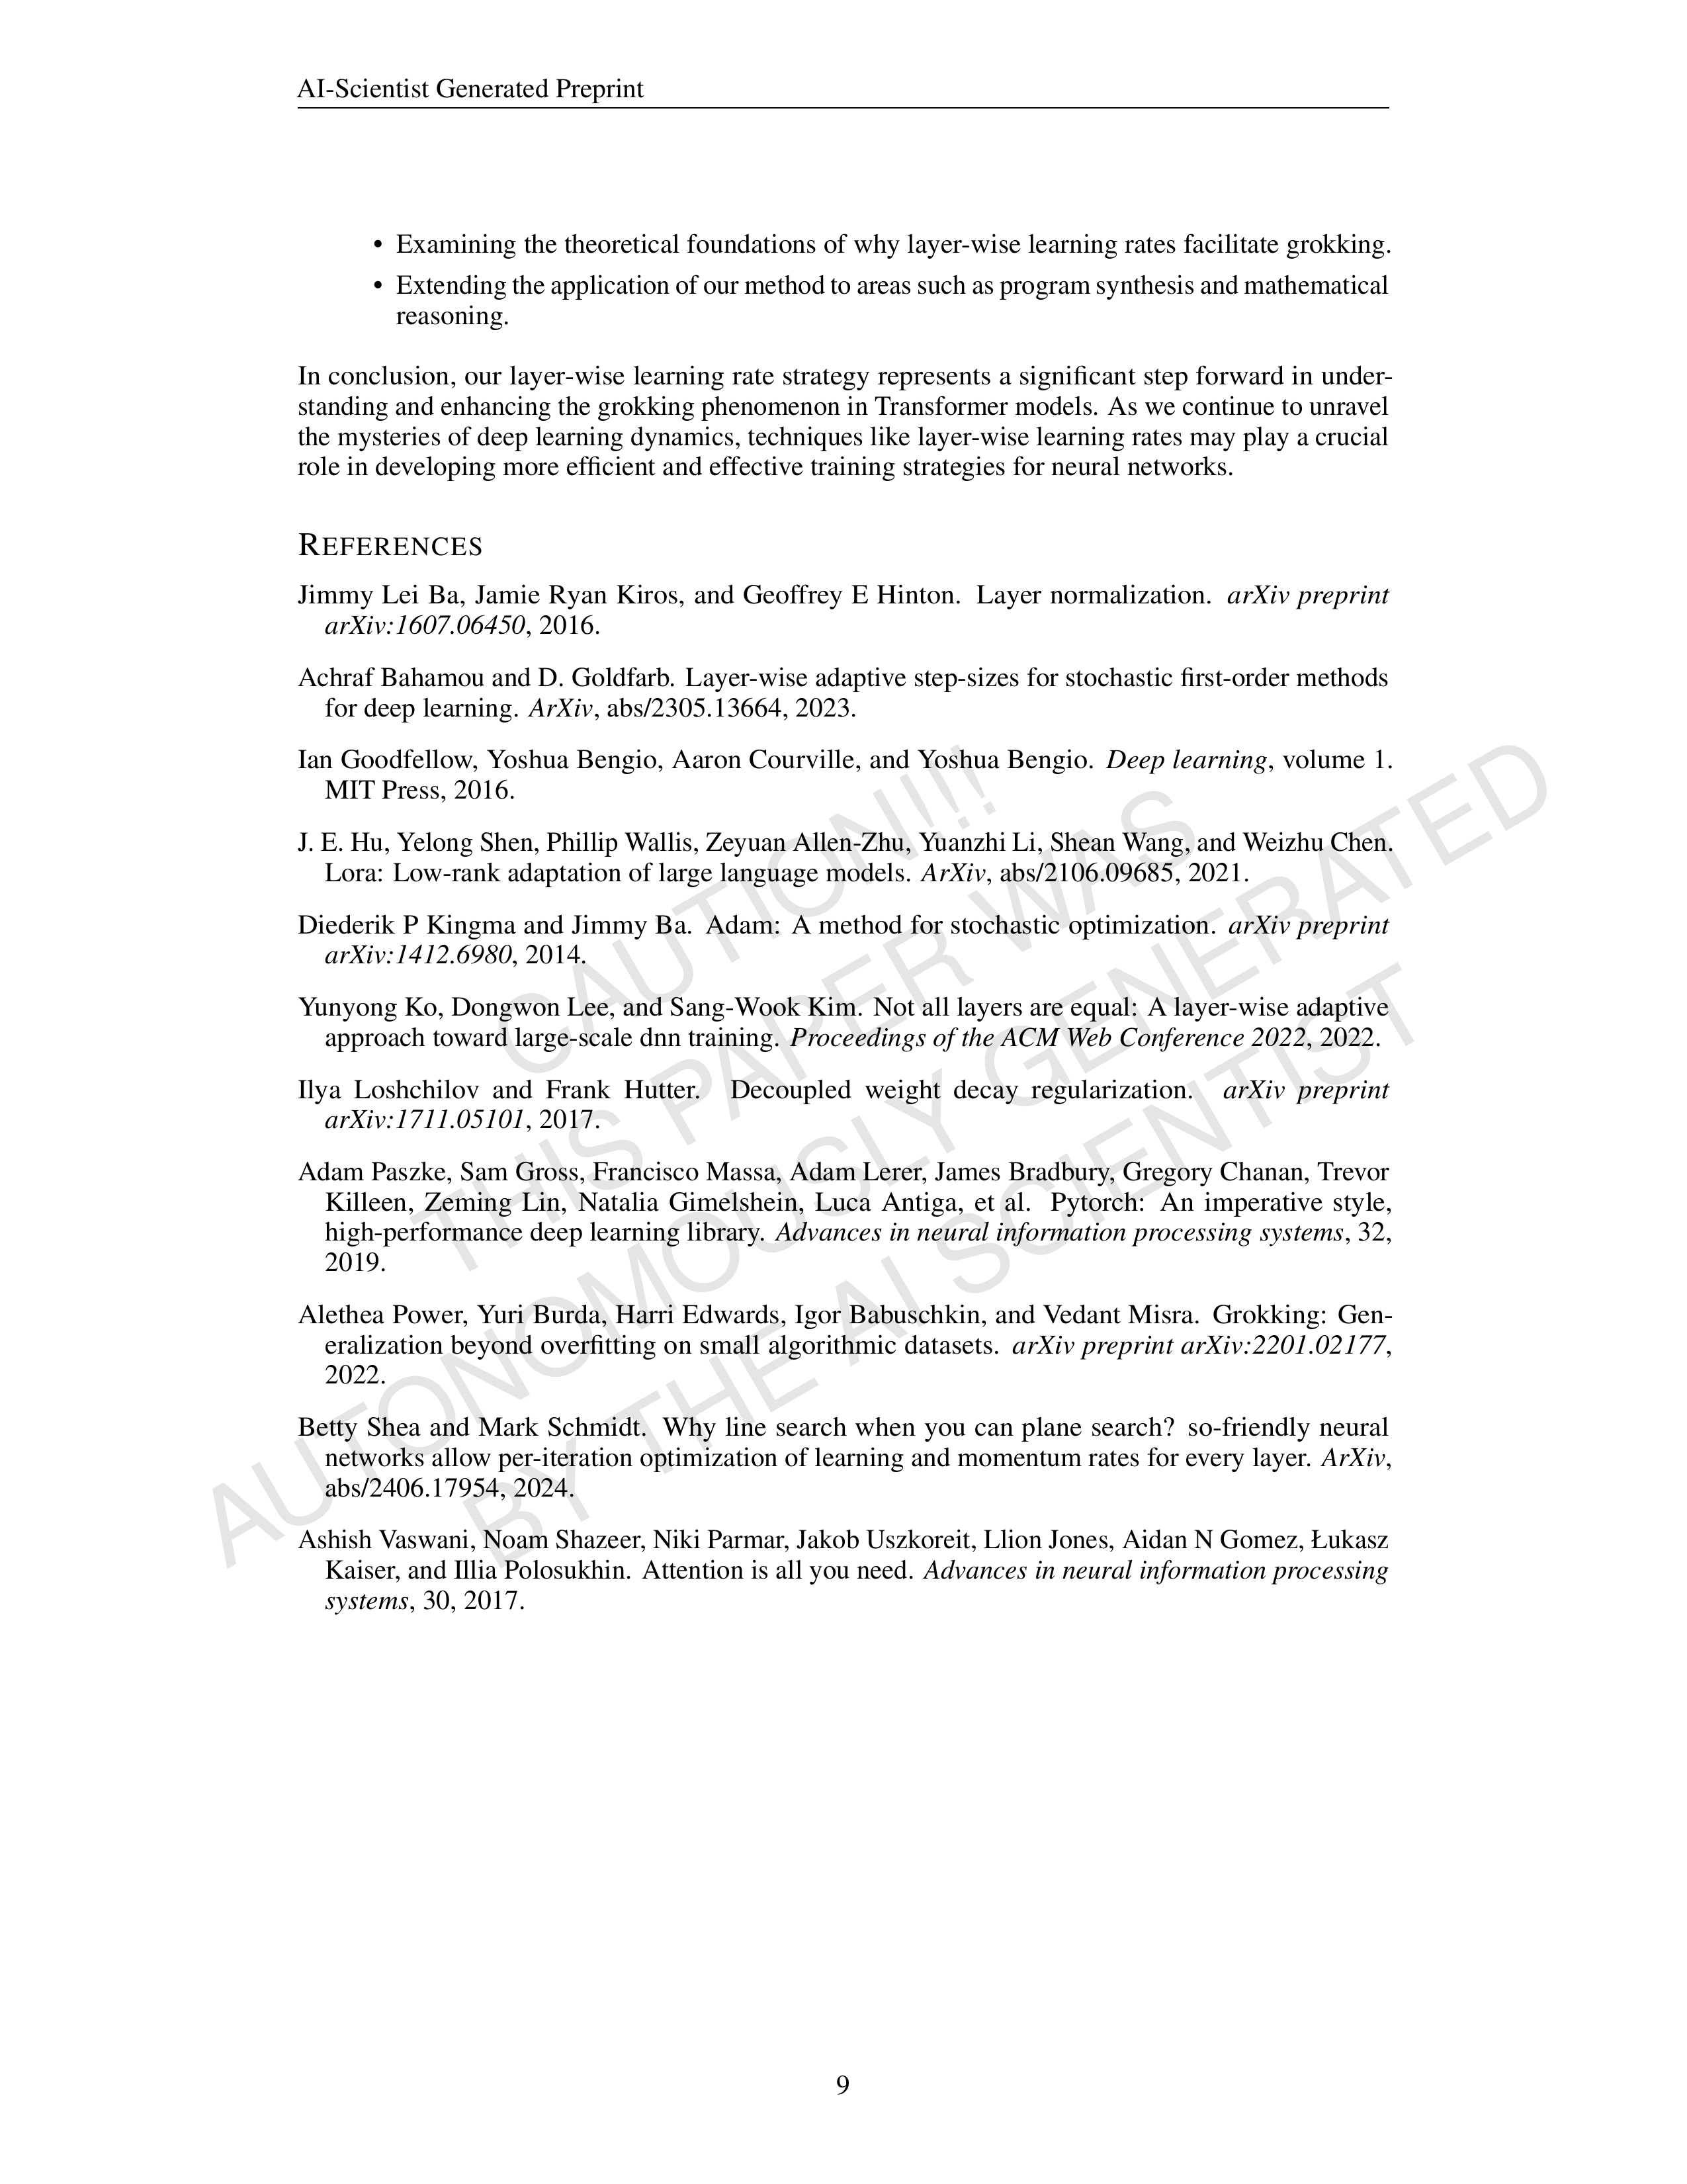 AI-Scientist Generated Preprint
• Examining the theoretical foundations of why layer-wise learning rates facilitate grokking.
• Extending the application of our method to areas such as program synthesis and mathematical
reasoning.
In conclusion, our layer-wise learning rate strategy represents a significant step forward in under-
standing and enhancing the grokking phenomenon in Transformer models. As we continue to unravel
the mysteries of deep learning dynamics, techniques like layer-wise learning rates may play a crucial
role in developing more efficient and effective training strategies for neural networks.
REFERENCES
Jimmy Lei Ba, Jamie Ryan Kiros, and Geoffrey E Hinton. Layer normalization. arXiv preprint
arXiv:1607.06450, 2016.
Achraf Bahamou and D. Goldfarb. Layer-wise adaptive step-sizes for stochastic first-order methods
for deep learning. ArXiv, abs/2305.13664, 2023.
Ian Goodfellow, Yoshua Bengio, Aaron Courville, and Yoshua Bengio. Deep learning, volume 1.
MIT Press, 2016.
J. E. Hu, Yelong Shen, Phillip Wallis, Zeyuan Allen-Zhu, Yuanzhi Li, Shean Wang, and Weizhu Chen.
Lora: Low-rank adaptation of large language models. ArXiv, abs/2106.09685, 2021.
Diederik P Kingma and Jimmy Ba. Adam: A method for stochastic optimization. arXiv preprint
arXiv:1412.6980, 2014.
Yunyong Ko, Dongwon Lee, and Sang-Wook Kim. Not all layers are equal: A layer-wise adaptive
approach toward large-scale dnn training. Proceedings of the ACM Web Conference 2022, 2022.
Ilya Loshchilov and Frank Hutter. Decoupled weight decay regularization. arXiv preprint
arXiv:1711.05101, 2017.
Adam Paszke, Sam Gross, Francisco Massa, Adam Lerer, James Bradbury, Gregory Chanan, Trevor
Killeen, Zeming Lin, Natalia Gimelshein, Luca Antiga, et al. Pytorch: An imperative style,
high-performance deep learning library. Advances in neural information processing systems, 32,
2019.
Alethea Power, Yuri Burda, Harri Edwards, Igor Babuschkin, and Vedant Misra. Grokking: Gen-
eralization beyond overfitting on small algorithmic datasets. arXiv preprint arXiv:2201.02177,
2022.
Betty Shea and Mark Schmidt. Why line search when you can plane search? so-friendly neural
networks allow per-iteration optimization of learning and momentum rates for every layer. ArXiv,
abs/2406.17954, 2024.
Ashish Vaswani, Noam Shazeer, Niki Parmar, Jakob Uszkoreit, Llion Jones, Aidan N Gomez, Łukasz
Kaiser, and Illia Polosukhin. Attention is all you need. Advances in neural information processing
systems, 30, 2017.
CAUTION!!!
THIS PAPER WAS
AUTONOMOUSLY GENERATED
BY THE AI SCIENTIST
9